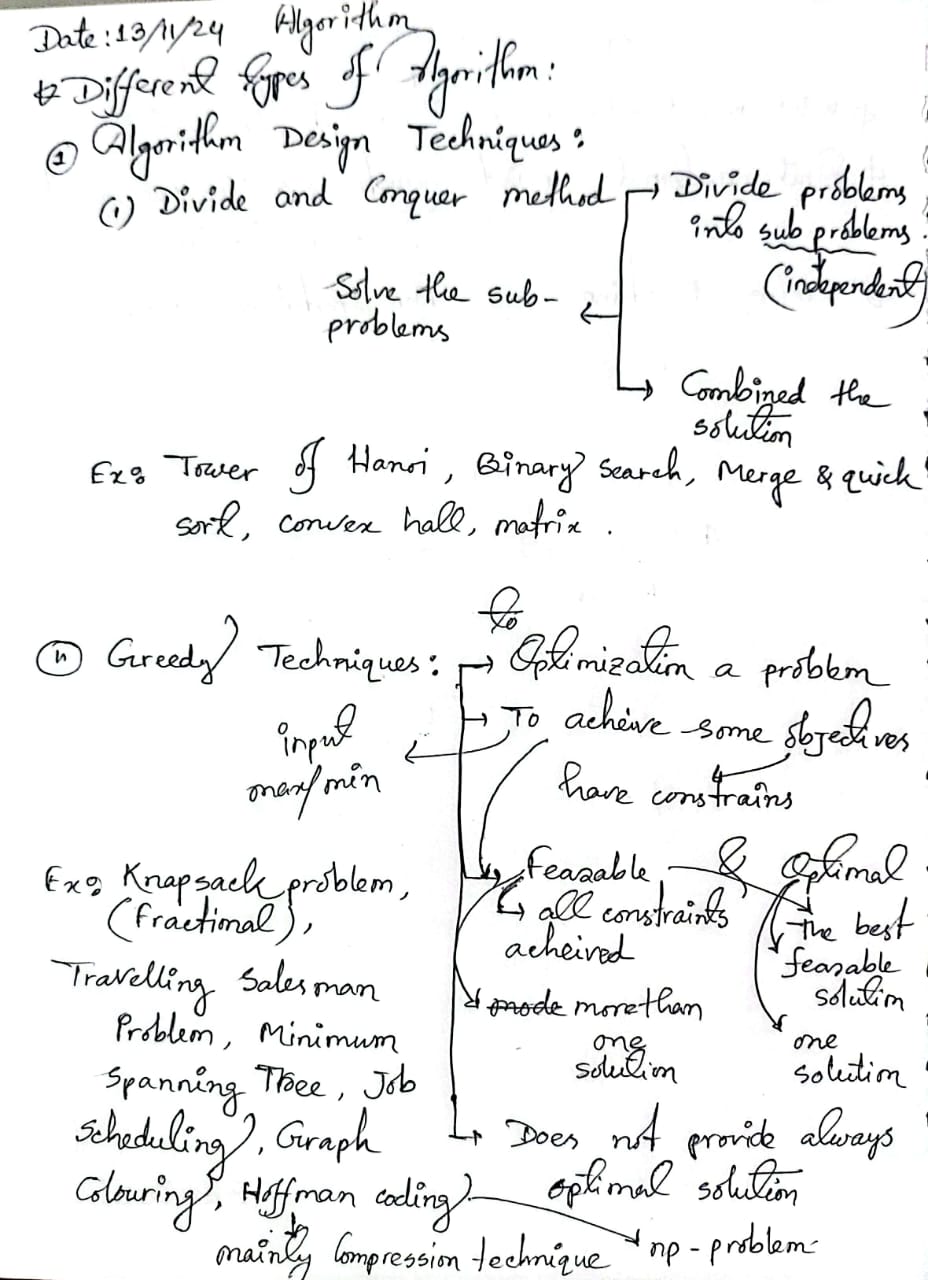 Date:13/11/24 Algorithm
Different types of Algorithm:
① Algorithm Design Techniques:
(i) Divide and Conquer method → Divide problems
into sub problems.
(independent)
Solve the sub-
problems
Combined the
solution
Ex: Tower of Hanoi, Binary Search, Merge & quick
sort, convex hall, matrix.
to
(ii) Greedy Techniques: → Optimization a problem
→ To acheive some objectives
input
max/min
have constrains
Feasable & Optimal
Ex: Knapsack problem,
(Fractional),
all constraints
acheived
The best
feasable
solution
Travelling Salesman
Problem, Minimum
Spanning Tree, Job
Scheduling, Graph
Colouring, Hoffman coding
mode more than
one
solution
one
solution
Does not provide always
optimal solution
mainly Compression technique
np-problem